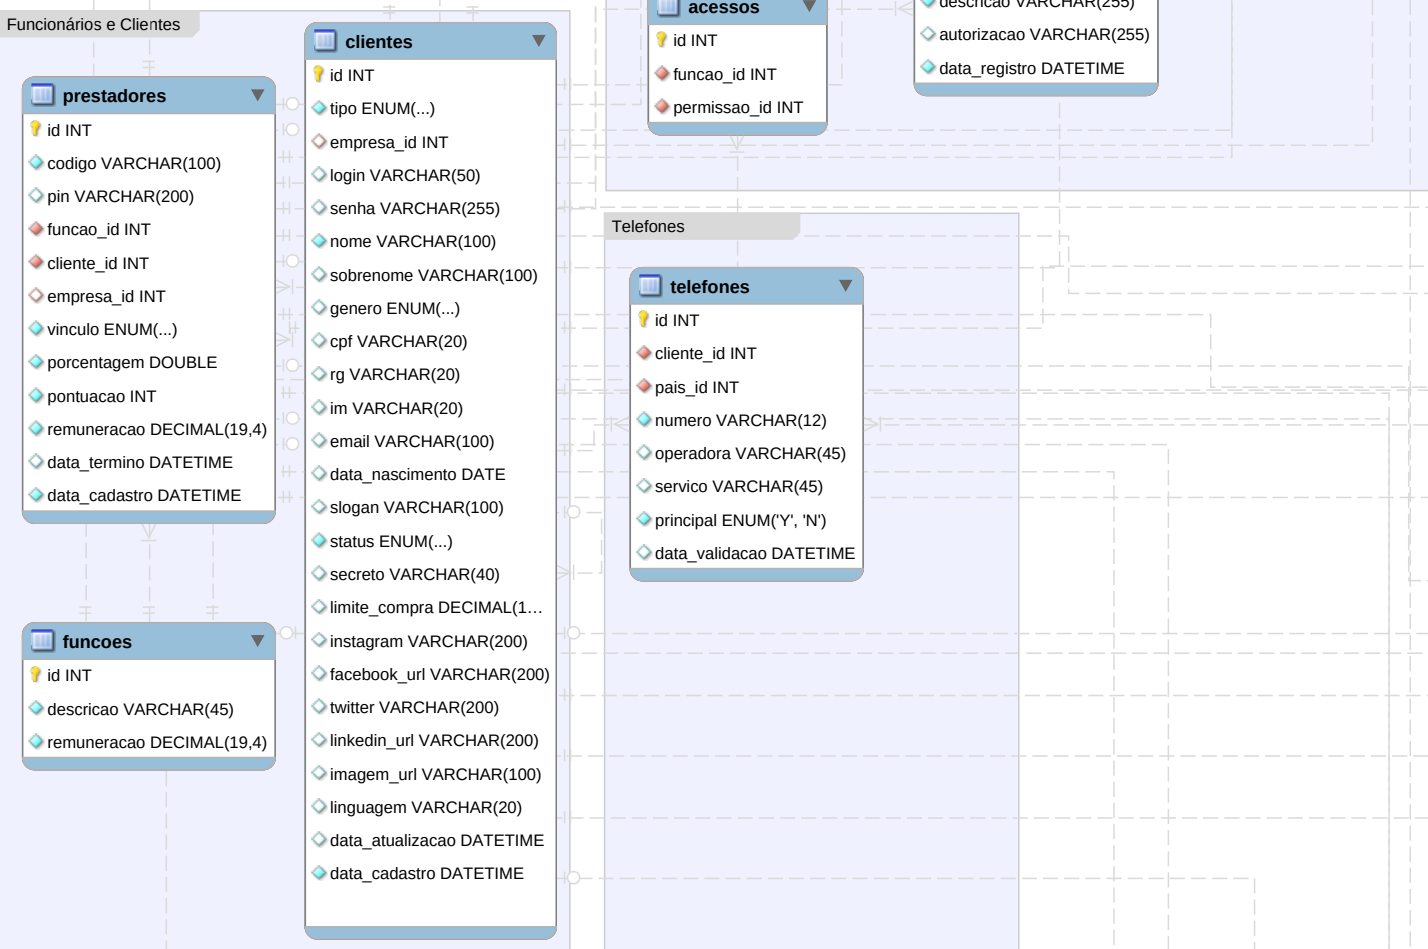 Funcionários e Clientes
prestadores
id INT
codigo VARCHAR(100)
pin VARCHAR(200)
funcao_id INT
cliente_id INT
empresa_id INT
vinculo ENUM(...)
porcentagem DOUBLE
pontuacao INT
remuneracao DECIMAL(19,4)
data_termino DATETIME
data_cadastro DATETIME
funcoes
id INT
descricao VARCHAR(45)
remuneracao DECIMAL(19,4)
clientes
id INT
tipo ENUM(...)
empresa_id INT
login VARCHAR(50)
senha VARCHAR(255)
nome VARCHAR(100)
sobrenome VARCHAR(100)
genero ENUM(...)
cpf VARCHAR(20)
rg VARCHAR(20)
im VARCHAR(20)
email VARCHAR(100)
data_nascimento DATE
slogan VARCHAR(100)
status ENUM(...)
secreto VARCHAR(40)
limite_compra DECIMAL(1...
instagram VARCHAR(200)
facebook_url VARCHAR(200)
twitter VARCHAR(200)
linkedin_url VARCHAR(200)
imagem_url VARCHAR(100)
linguagem VARCHAR(20)
data_atualizacao DATETIME
data_cadastro DATETIME
acessos
id INT
funcao_id INT
permissao_id INT
descricao VARCHAR(255)
autorizacao VARCHAR(255)
data_registro DATETIME
Telefones
telefones
id INT
cliente_id INT
pais_id INT
numero VARCHAR(12)
operadora VARCHAR(45)
servico VARCHAR(45)
principal ENUM('Y', 'N')
data_validacao DATETIME